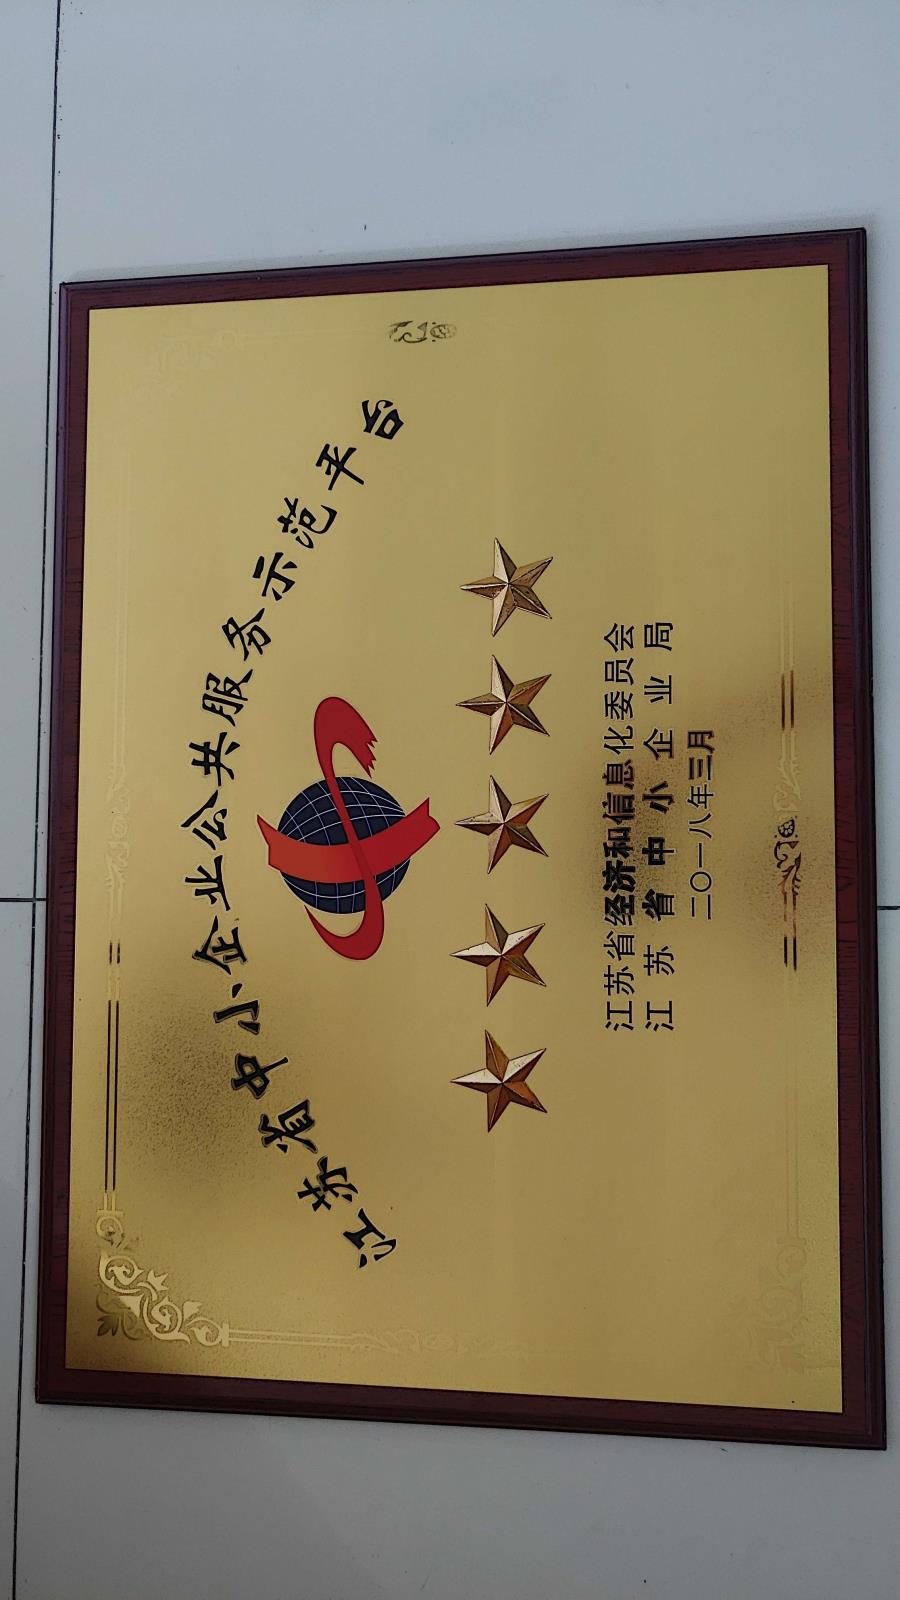 江苏省中小企业公共服务示范平台
江苏省经济和信息化委员会
江苏省中小企业局
二〇一八年三月